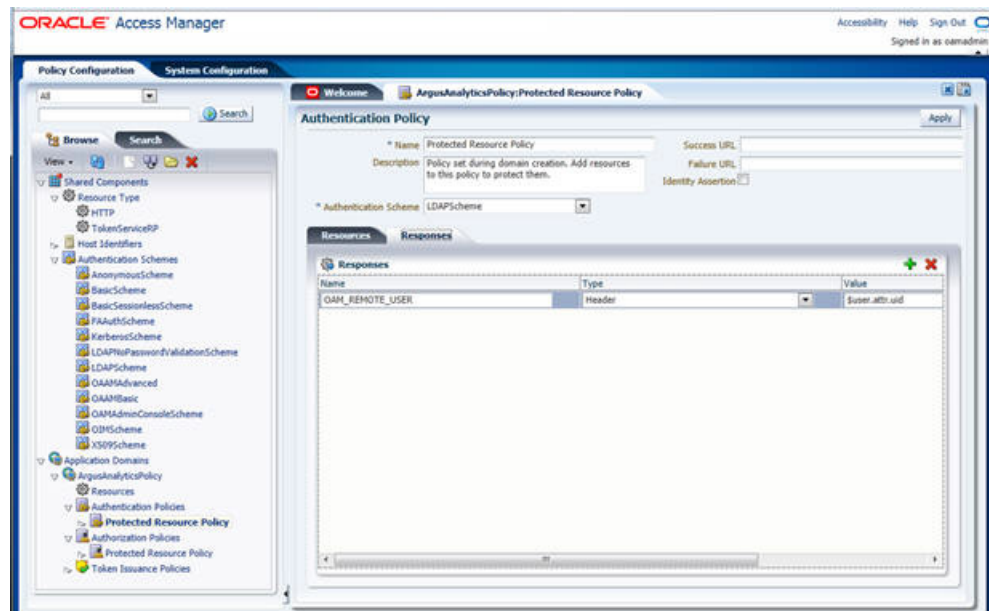 ORACLE Access Manager
Accessibility Help Sign Out
Signed in as oamadmin
Policy Configuration System Configuration
All
Search
Browse Search
View
Shared Components
Resource Type
HTTP
TokenServiceRP
Host Identifiers
Authentication Schemes
AnonymousScheme
BasicScheme
BasicSessionlessScheme
FAAuthScheme
KerberosScheme
LDAPNoPasswordValidationScheme
LDAPScheme
OAAMAdvanced
OAAMBasic
OAMAdminConsoleScheme
OIMScheme
X509Scheme
Application Domains
ArgusAnalyticsPolicy
Resources
Authentication Policies
Protected Resource Policy
Authorization Policies
Protected Resource Policy
Token Issuance Policies
Welcome ArgusAnalyticsPolicy:Protected Resource Policy
Authentication Policy Apply
* Name Protected Resource Policy
Description Policy set during domain creation. Add resources
to this policy to protect them.
* Authentication Scheme LDAPScheme
Success URL
Failure URL
Identity Assertion
Resources Responses
Responses
Name Type Value
OAM_REMOTE_USER Header $user.attr.uid